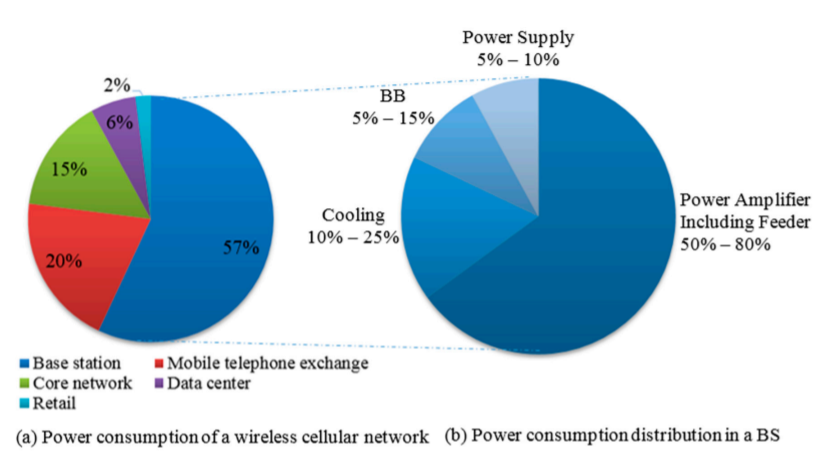 Power Supply
5% – 10%
2%
BB
5% – 15%
6%
15%
Power Amplifier
Including Feeder
50% – 80%
Cooling
10% – 25%
57%
20%
Base station
Mobile telephone exchange
Core network
Data center
Retail
(a) Power consumption of a wireless cellular network
(b) Power consumption distribution in a BS